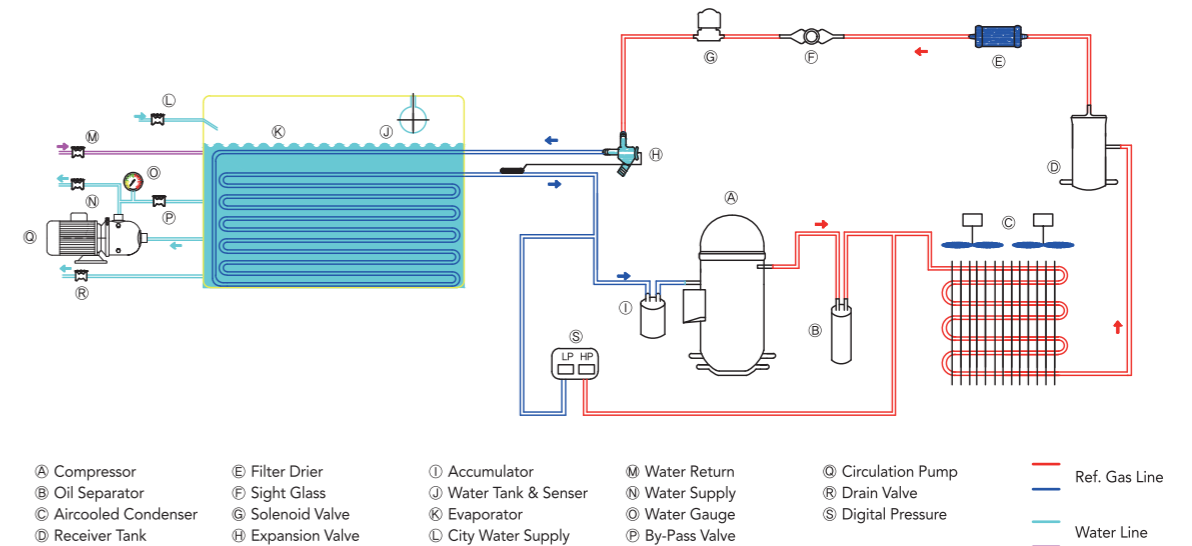 Ⓖ
Ⓕ
Ⓔ
Ⓛ
Ⓚ
Ⓙ
Ⓜ
Ⓗ
Ⓞ
Ⓓ
Ⓝ
Ⓟ
Ⓐ
Ⓒ
Ⓠ
Ⓡ
Ⓘ
Ⓑ
Ⓢ
LP HP
Ⓐ Compressor
Ⓑ Oil Separator
Ⓒ Aircooled Condenser
Ⓓ Receiver Tank
Ⓔ Filter Drier
Ⓕ Sight Glass
Ⓖ Solenoid Valve
Ⓗ Expansion Valve
Ⓘ Accumulator
Ⓙ Water Tank & Senser
Ⓚ Evaporator
Ⓛ City Water Supply
Ⓜ Water Return
Ⓝ Water Supply
Ⓞ Water Gauge
Ⓟ By-Pass Valve
Ⓠ Circulation Pump
Ⓡ Drain Valve
Ⓢ Digital Pressure
Ref. Gas Line
Water Line